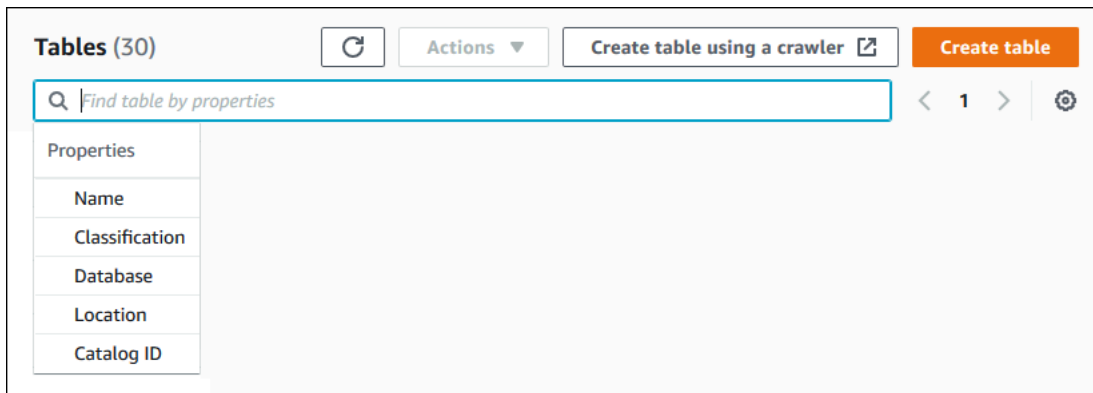 Tables (30) Actions ▼ Create table using a crawler Create table
Find table by properties < 1 >
Properties
Name
Classification
Database
Location
Catalog ID